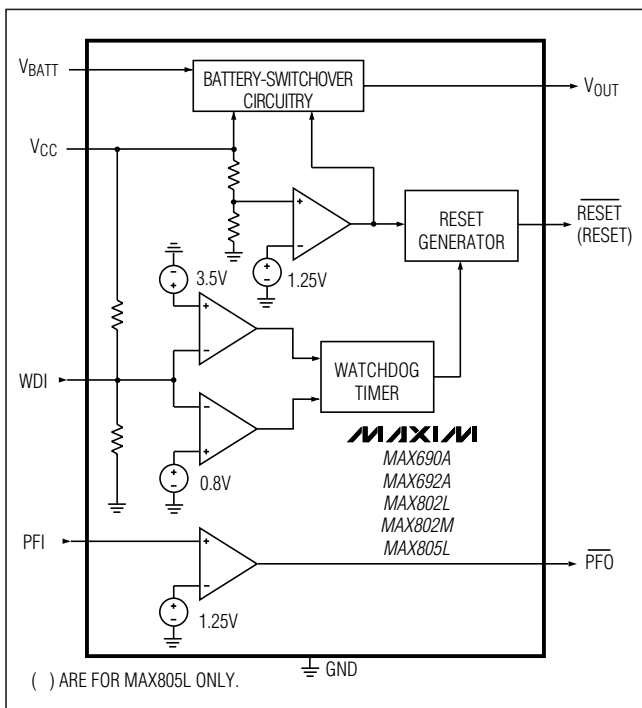 VBATT
BATTERY-SWITCHOVER
CIRCUITRY
VOUT
VCC
RESET
GENERATOR
RESET
(RESET)
+
−
1.25V
−
+
3.5V
+
−
WDI
WATCHDOG
TIMER
−
+
0.8V
MAXIM
MAX690A
MAX692A
MAX802L
MAX802M
MAX805L
PFI
+
−
PFO
+
−
1.25V
GND
( ) ARE FOR MAX805L ONLY.